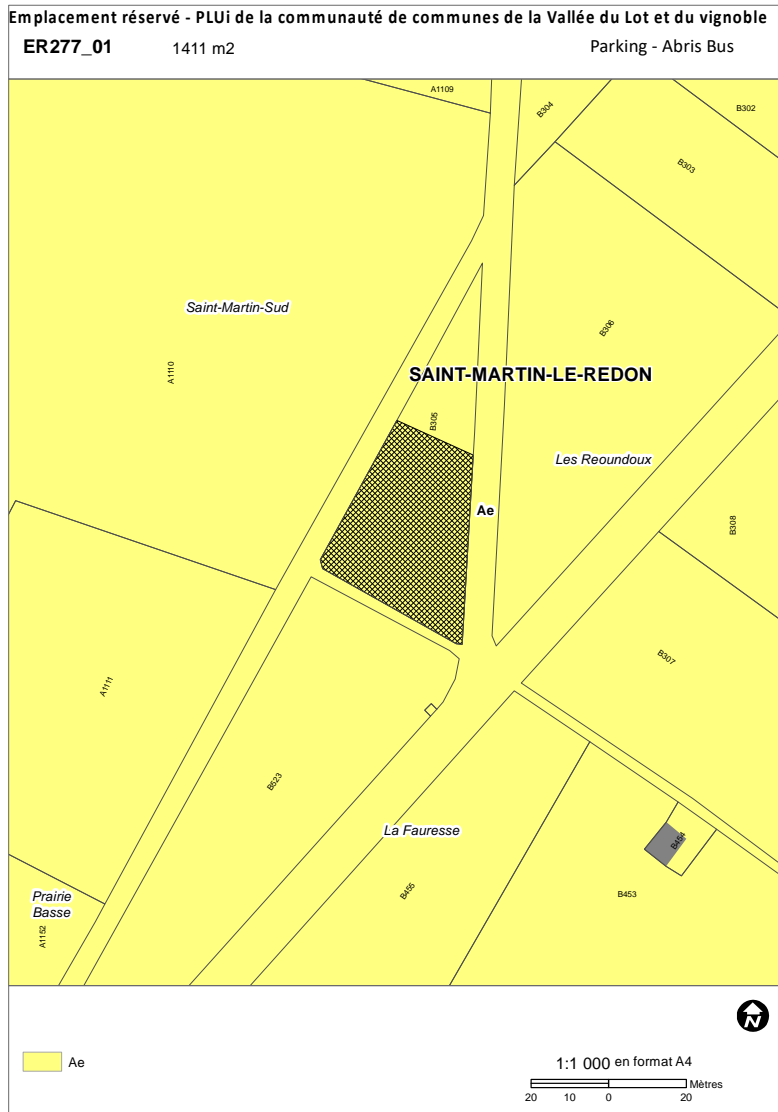 Emplacement réservé - PLUi de la communauté de communes de la Vallée du Lot et du vignoble
ER277_01 1411 m2 Parking - Abris Bus
A1109
B304
B302
B303
Saint-Martin-Sud
B306
A1110
SAINT-MARTIN-LE-REDON
B305
Les Reoundoux
Ae
B308
B307
A1111
B523
La Fauresse
B454
B455
B453
Prairie
Basse
A1152
N
Ae
1:1 000 en format A4
Mètres
20 10 0 20